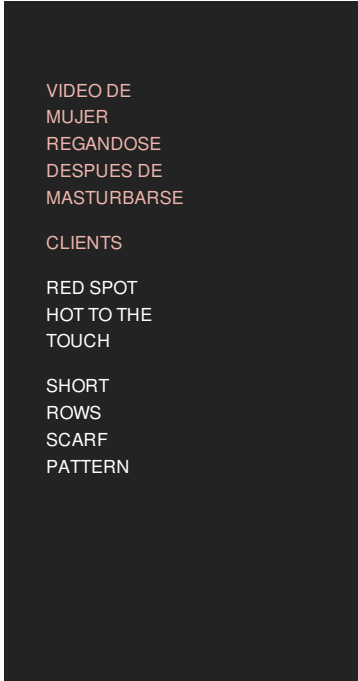 VIDEO DE
MUJER
REGANDOSE
DESPUES DE
MASTURBARSE
CLIENTS
RED SPOT
HOT TO THE
TOUCH
SHORT
ROWS
SCARF
PATTERN